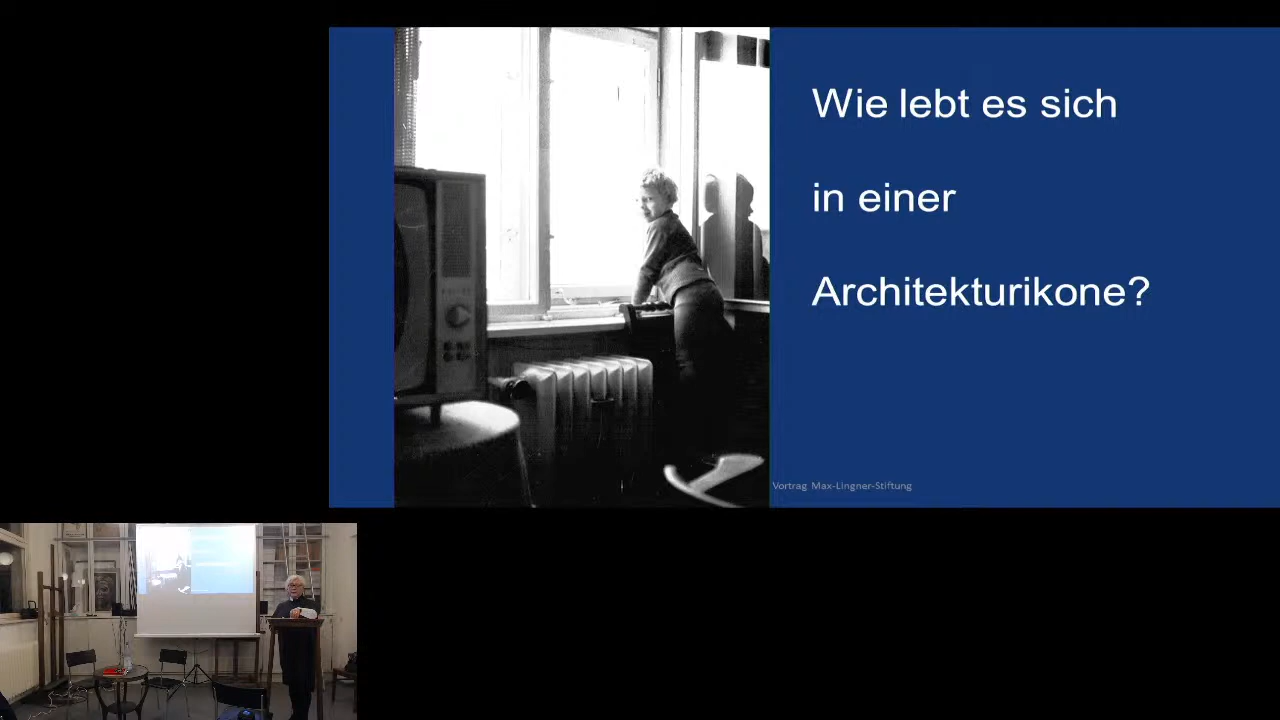 Wie lebt es sich
in einer
Architekturikone?
Vortrag Max-Lingner-Stiftung